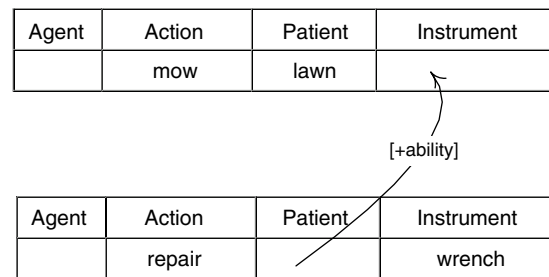 Agent Action Patient Instrument
mow lawn
[+ability]
Agent Action Patient Instrument
repair wrench